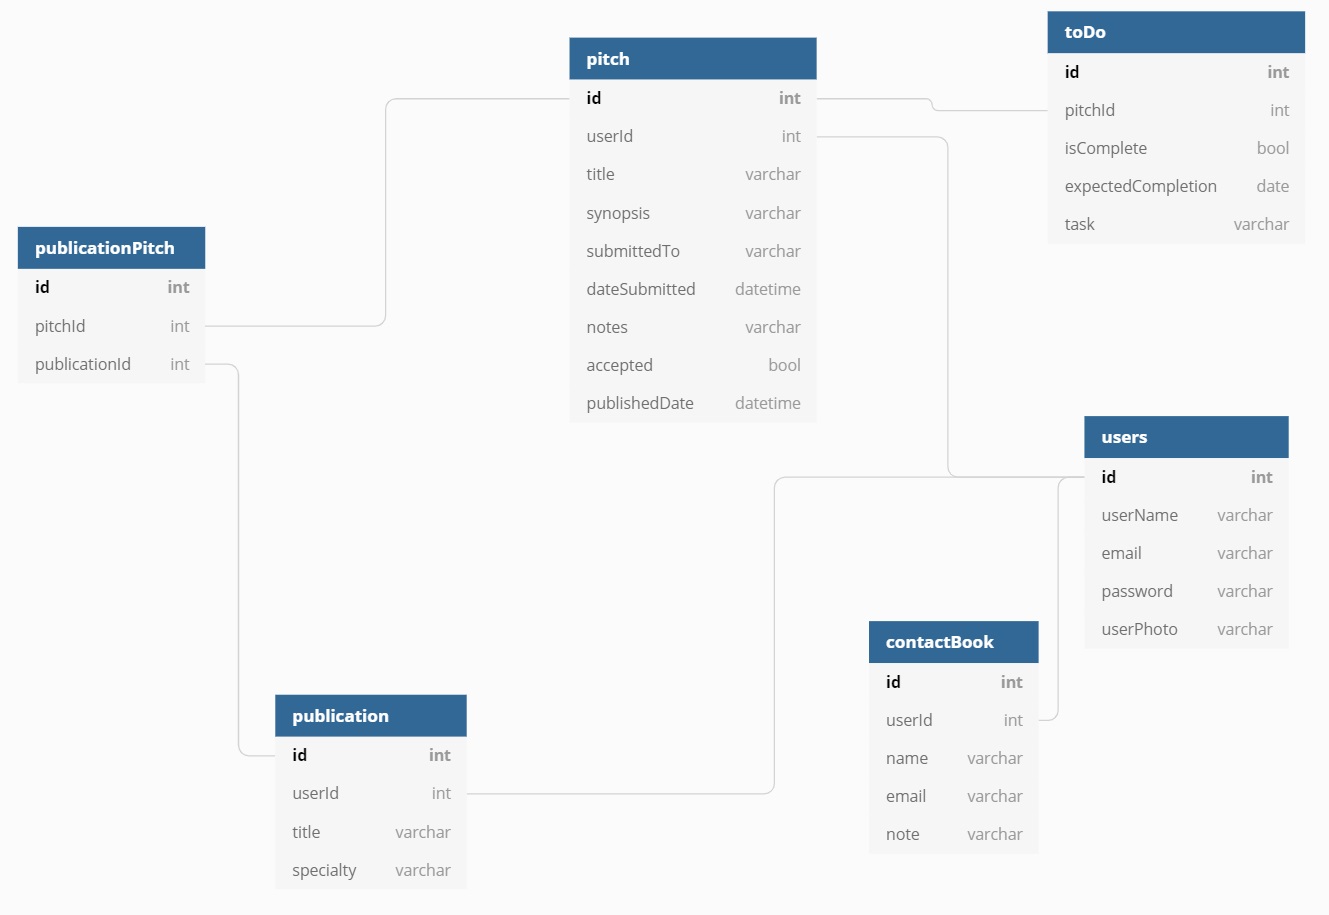 toDo
id int
pitchId int
isComplete bool
expectedCompletion date
task varchar
pitch
id int
userId int
title varchar
synopsis varchar
submittedTo varchar
dateSubmitted datetime
notes varchar
accepted bool
publishedDate datetime
publicationPitch
id int
pitchId int
publicationId int
users
id int
userName varchar
email varchar
password varchar
userPhoto varchar
contactBook
id int
userId int
name varchar
email varchar
note varchar
publication
id int
userId int
title varchar
specialty varchar